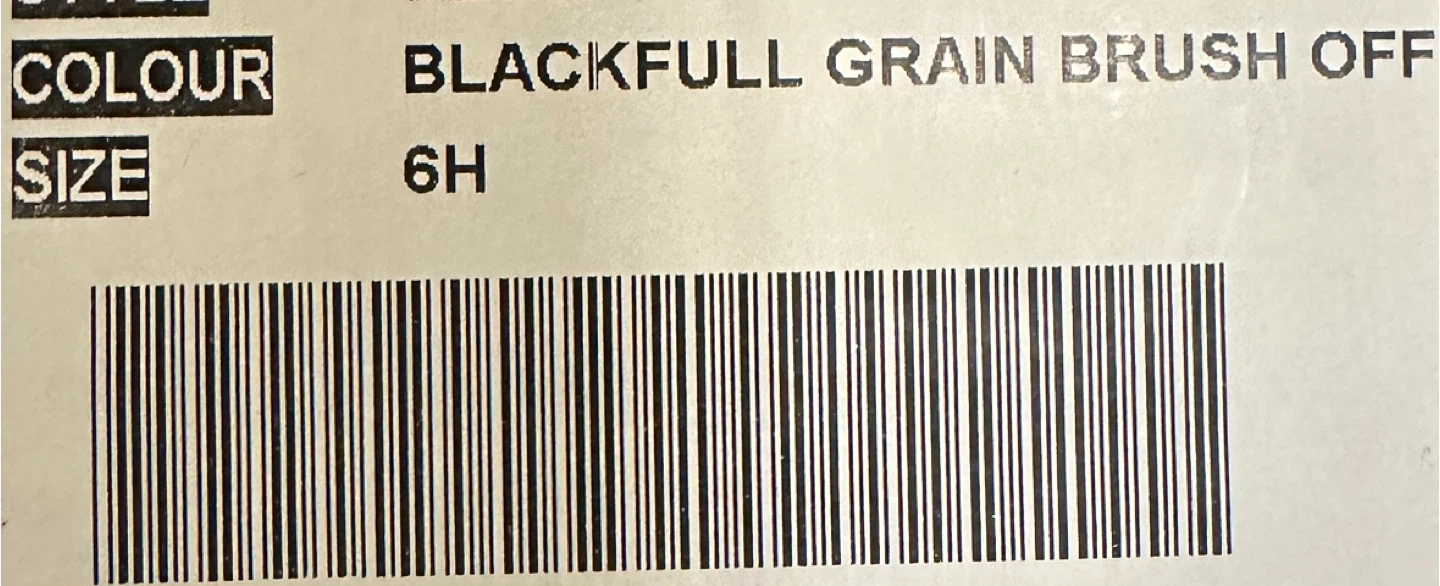 COLOUR BLACKFULL GRAIN BRUSH OFF
SIZE 6H